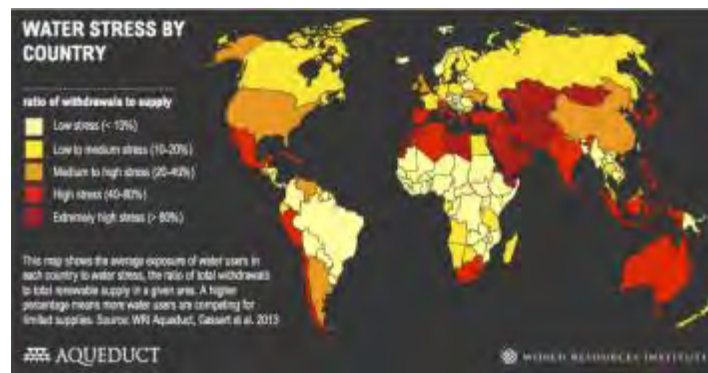 WATER STRESS BY
COUNTRY
ratio of withdrawals to supply
Low stress (< 10%)
Low to medium stress (10-20%)
Medium to high stress (20-40%)
High stress (40-80%)
Extremely high stress (> 80%)
This map shows the average exposure of water users in
each country to water stress, the ratio of total withdrawals
to total renewable supply in a given area. A higher
percentage means more water users are competing for
limited supplies. Source: WRI Aqueduct, Gassert et al. 2013
AQUEDUCT
WORLD RESOURCES INSTITUTE